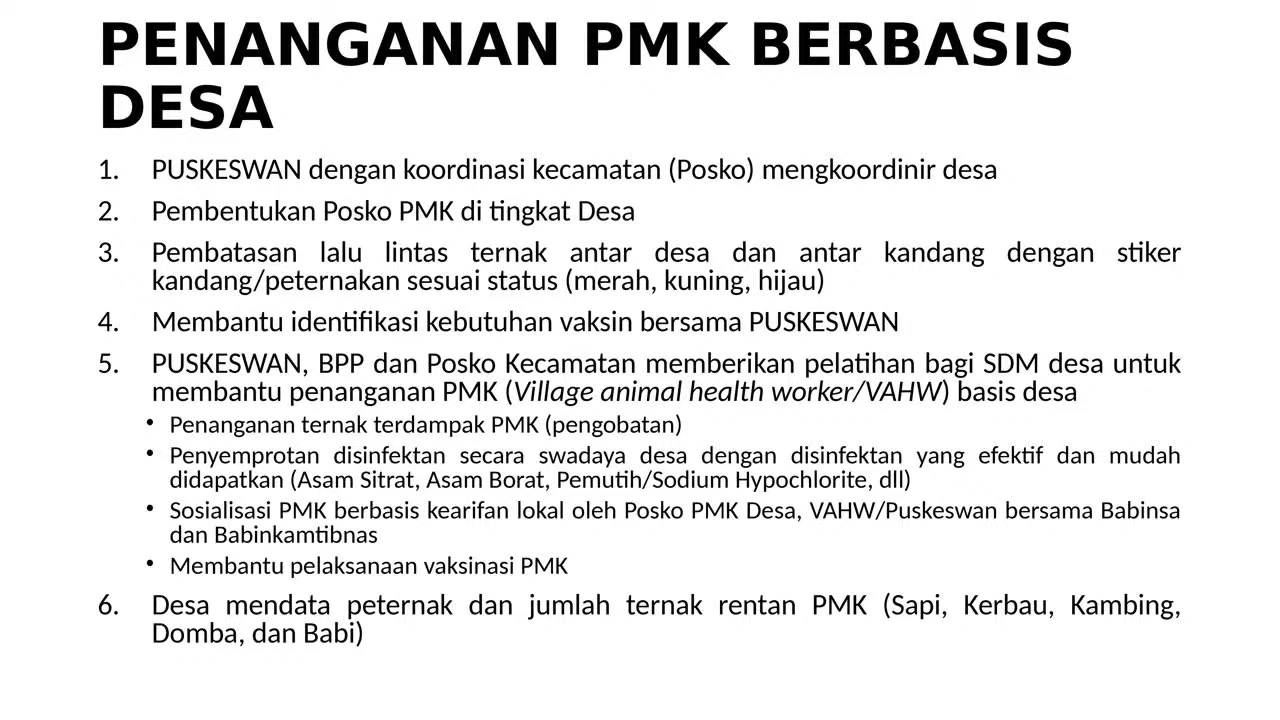 PENANGANAN PMK BERBASIS
DESA
1. PUSKESWAN dengan koordinasi kecamatan (Posko) mengkoordinir desa
2. Pembentukan Posko PMK di tingkat Desa
3. Pembatasan lalu lintas ternak antar desa dan antar kandang dengan stiker
kandang/peternakan sesuai status (merah, kuning, hijau)
4. Membantu identifikasi kebutuhan vaksin bersama PUSKESWAN
5. PUSKESWAN, BPP dan Posko Kecamatan memberikan pelatihan bagi SDM desa untuk
membantu penanganan PMK (Village animal health worker/VAHW) basis desa
• Penanganan ternak terdampak PMK (pengobatan)
• Penyemprotan disinfektan secara swadaya desa dengan disinfektan yang efektif dan mudah
didapatkan (Asam Sitrat, Asam Borat, Pemutih/Sodium Hypochlorite, dll)
• Sosialisasi PMK berbasis kearifan lokal oleh Posko PMK Desa, VAHW/Puskeswan bersama Babinsa
dan Babinkamtibnas
• Membantu pelaksanaan vaksinasi PMK
6. Desa mendata peternak dan jumlah ternak rentan PMK (Sapi, Kerbau, Kambing,
Domba, dan Babi)